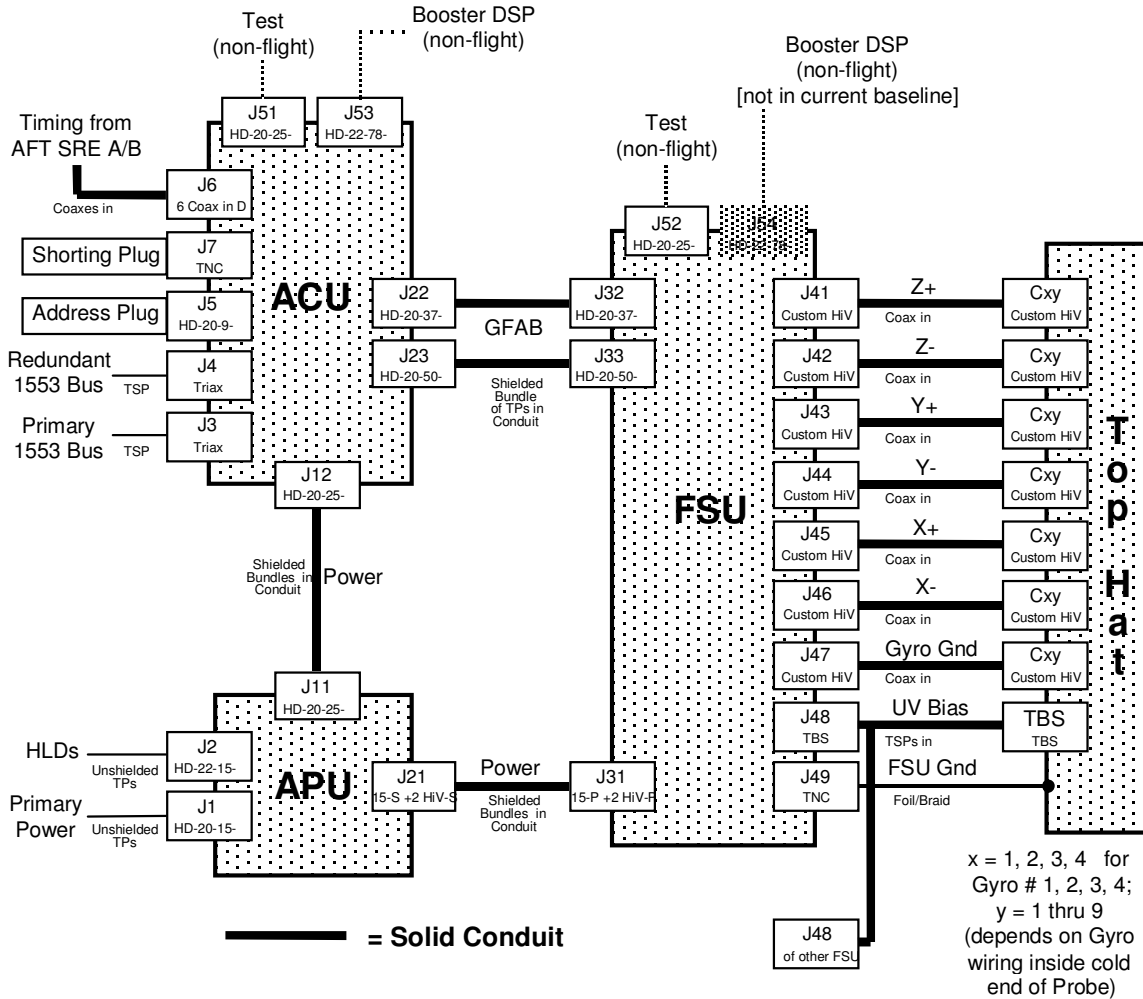 Test
(non-flight)
Booster DSP
(non-flight)
Booster DSP
(non-flight)
[not in current baseline]
Test
(non-flight)
Timing from
AFT SRE A/B
Coaxes in
J51
HD-20-25-
J53
HD-22-78-
J6
6 Coax in D
Shorting Plug
J7
TNC
Address Plug
J5
HD-20-9-
Redundant
1553 Bus
TSP
J4
Triax
Primary
1553 Bus
TSP
J3
Triax
ACU
J12
HD-20-25-
J22
HD-20-37-
J23
HD-20-50-
GFAB
Shielded
Bundle
of TPs in
Conduit
J32
HD-20-37-
J33
HD-20-50-
J52
HD-20-25-
J54
FSU
Shielded
Bundles in
Conduit
Power
J11
HD-20-25-
HLDs
Unshielded
TPs
J2
HD-22-15-
Primary
Power
Unshielded
TPs
J1
HD-20-15-
APU
J21
15-S +2 HiV-S
Power
Shielded
Bundles in
Conduit
J31
15-P +2 HiV-P
J41
Custom HiV
Z+
Coax in
Cxy
Custom HiV
J42
Custom HiV
Z-
Coax in
Cxy
Custom HiV
J43
Custom HiV
Y+
Coax in
Cxy
Custom HiV
J44
Custom HiV
Y-
Coax in
Cxy
Custom HiV
J45
Custom HiV
X+
Coax in
Cxy
Custom HiV
J46
Custom HiV
X-
Coax in
Cxy
Custom HiV
J47
Custom HiV
Gyro Gnd
Coax in
Cxy
Custom HiV
J48
TBS
UV Bias
TSPs in
TBS
TBS
J49
TNC
FSU Gnd
Foil/Braid
Top Hat
J48
of other FSU
x = 1, 2, 3, 4 for
Gyro # 1, 2, 3, 4;
y = 1 thru 9
(depends on Gyro
wiring inside cold
end of Probe)
= Solid Conduit